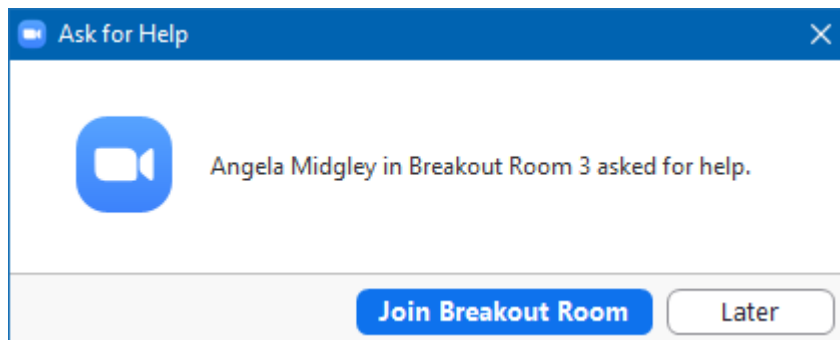 Ask for Help
Angela Midgley in Breakout Room 3 asked for help.
Join Breakout Room
Later